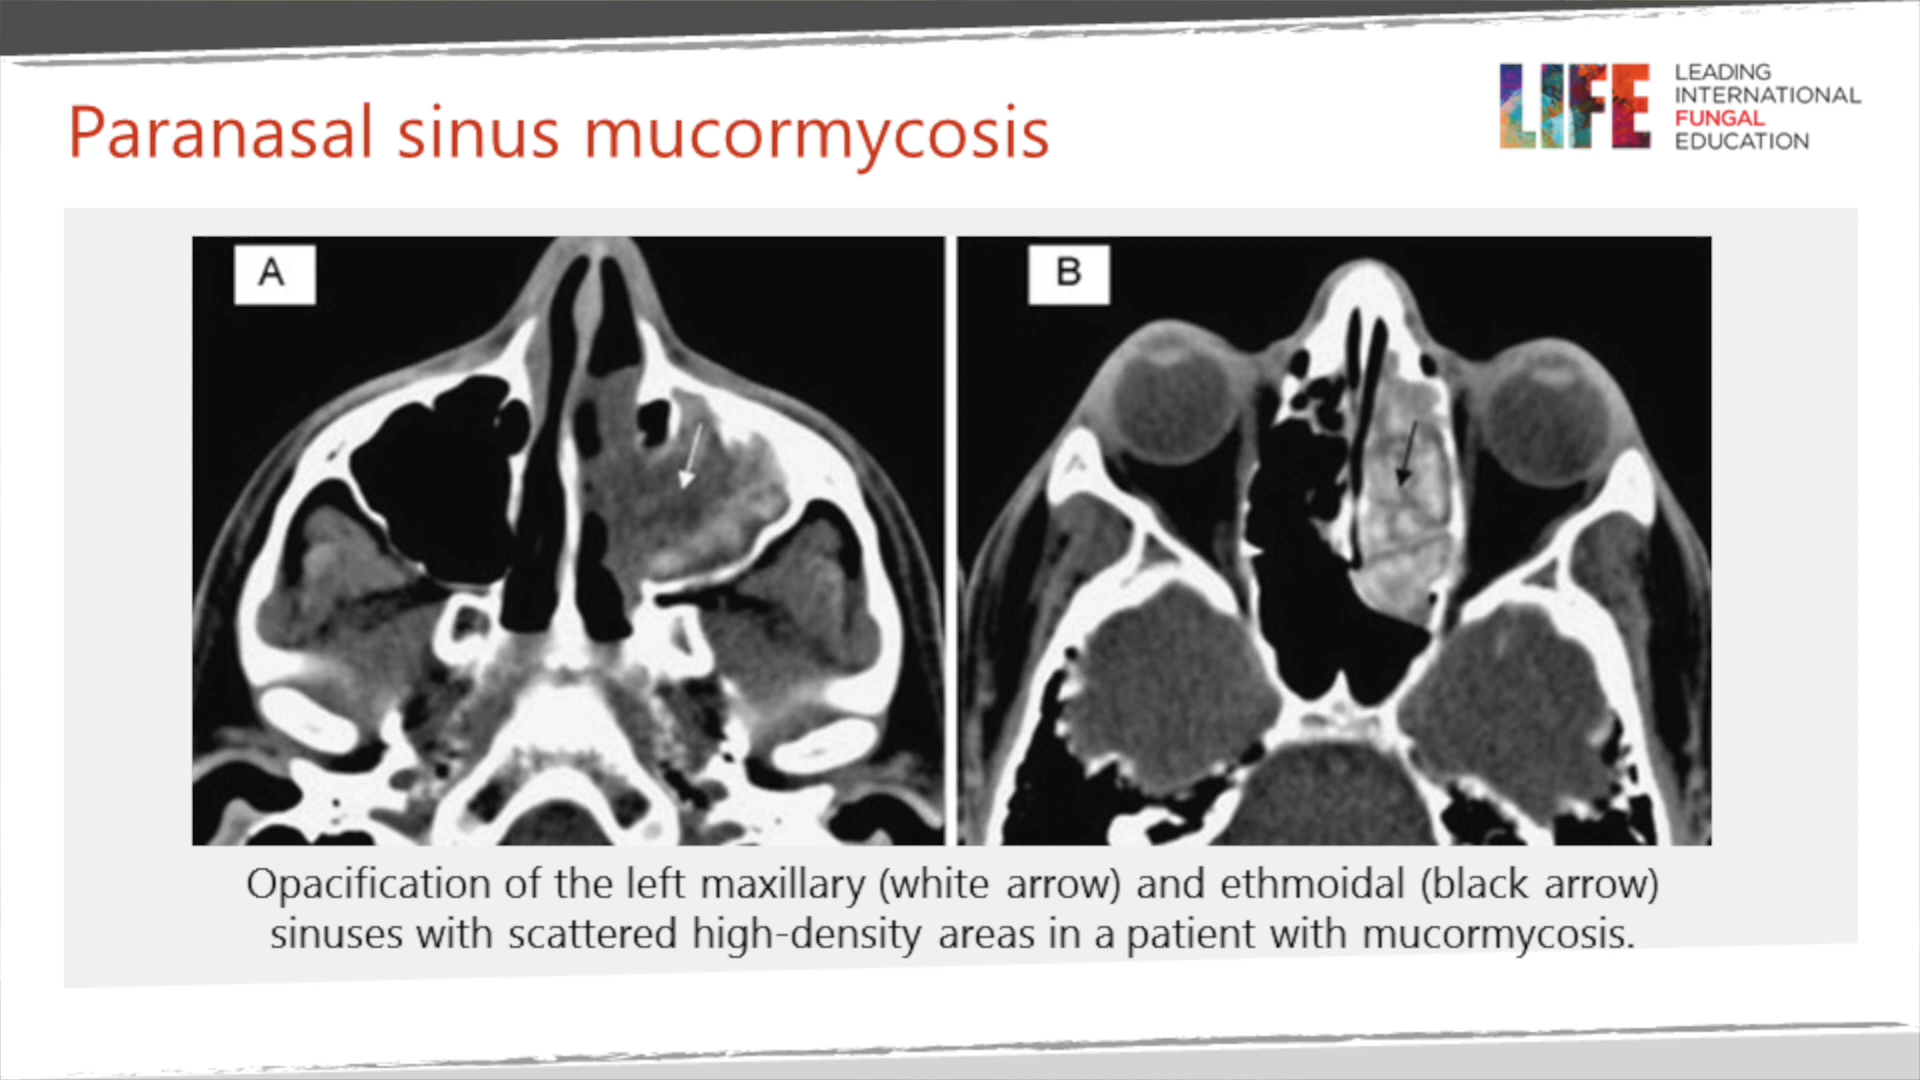 Paranasal sinus mucormycosis
LIFE
LEADING
INTERNATIONAL
FUNGAL
EDUCATION
A
B
Opacification of the left maxillary (white arrow) and ethmoidal (black arrow)
sinuses with scattered high-density areas in a patient with mucormycosis.